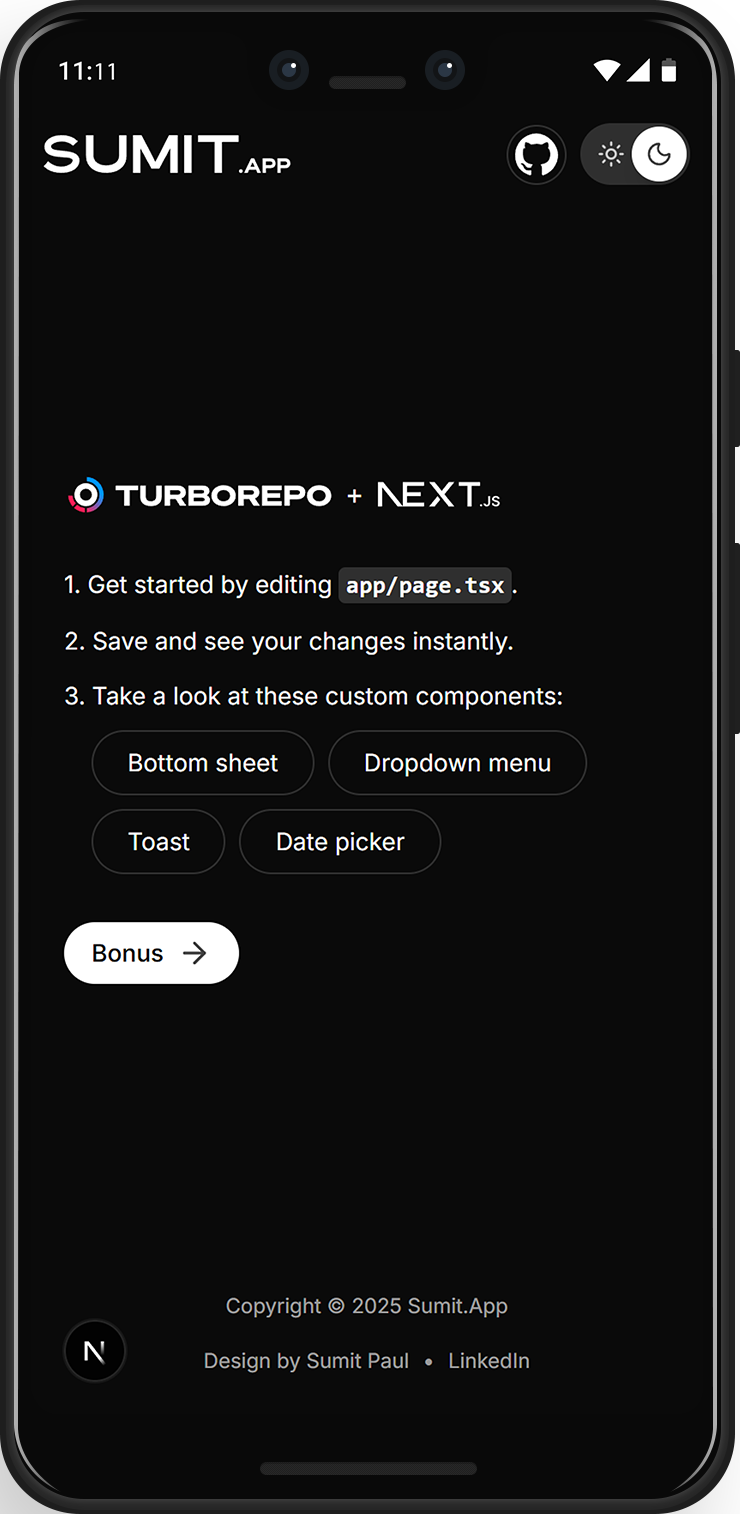 11:11
SUMIT.APP
TURBOREPO + NEXT.JS
1. Get started by editing app/page.tsx.
2. Save and see your changes instantly.
3. Take a look at these custom components:
Bottom sheet Dropdown menu
Toast Date picker
Bonus
Copyright © 2025 Sumit.App
N
Design by Sumit Paul • LinkedIn